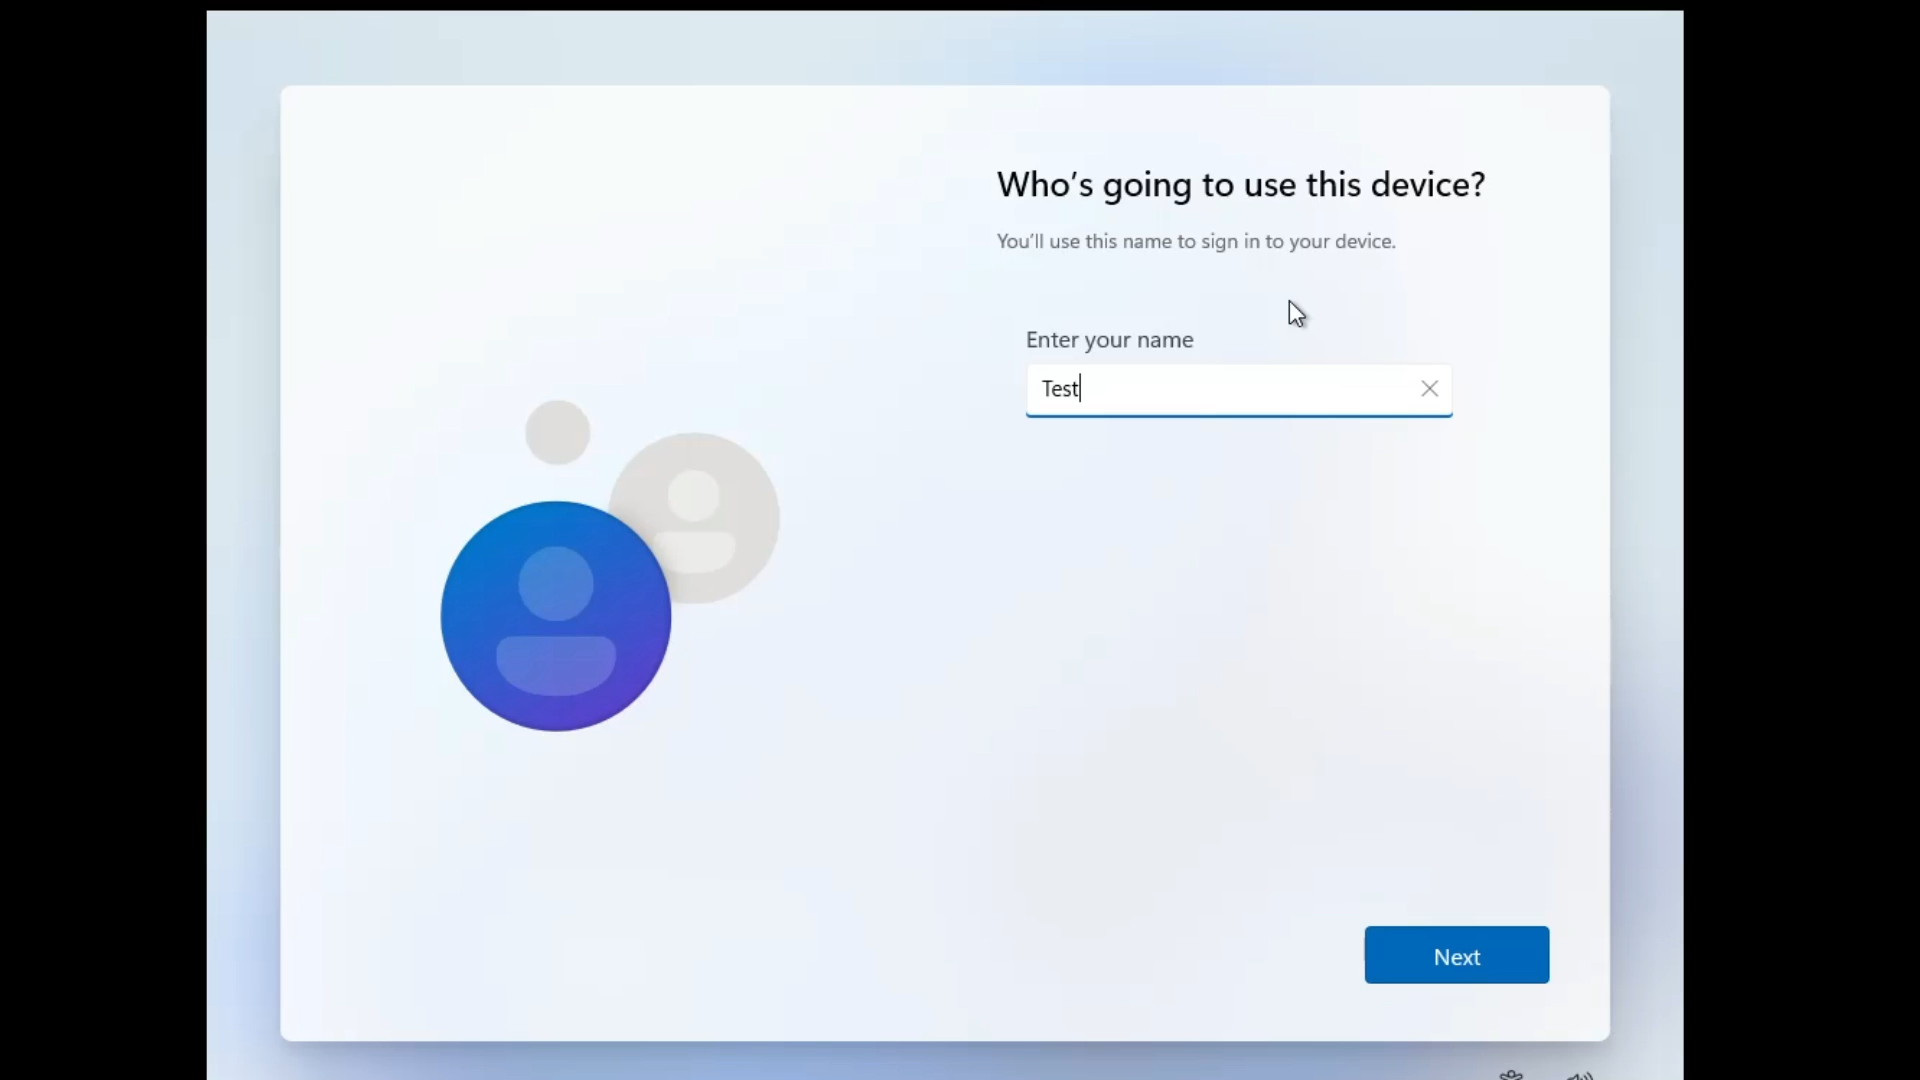 Who's going to use this device?
You'll use this name to sign in to your device.
Enter your name
Test
Next